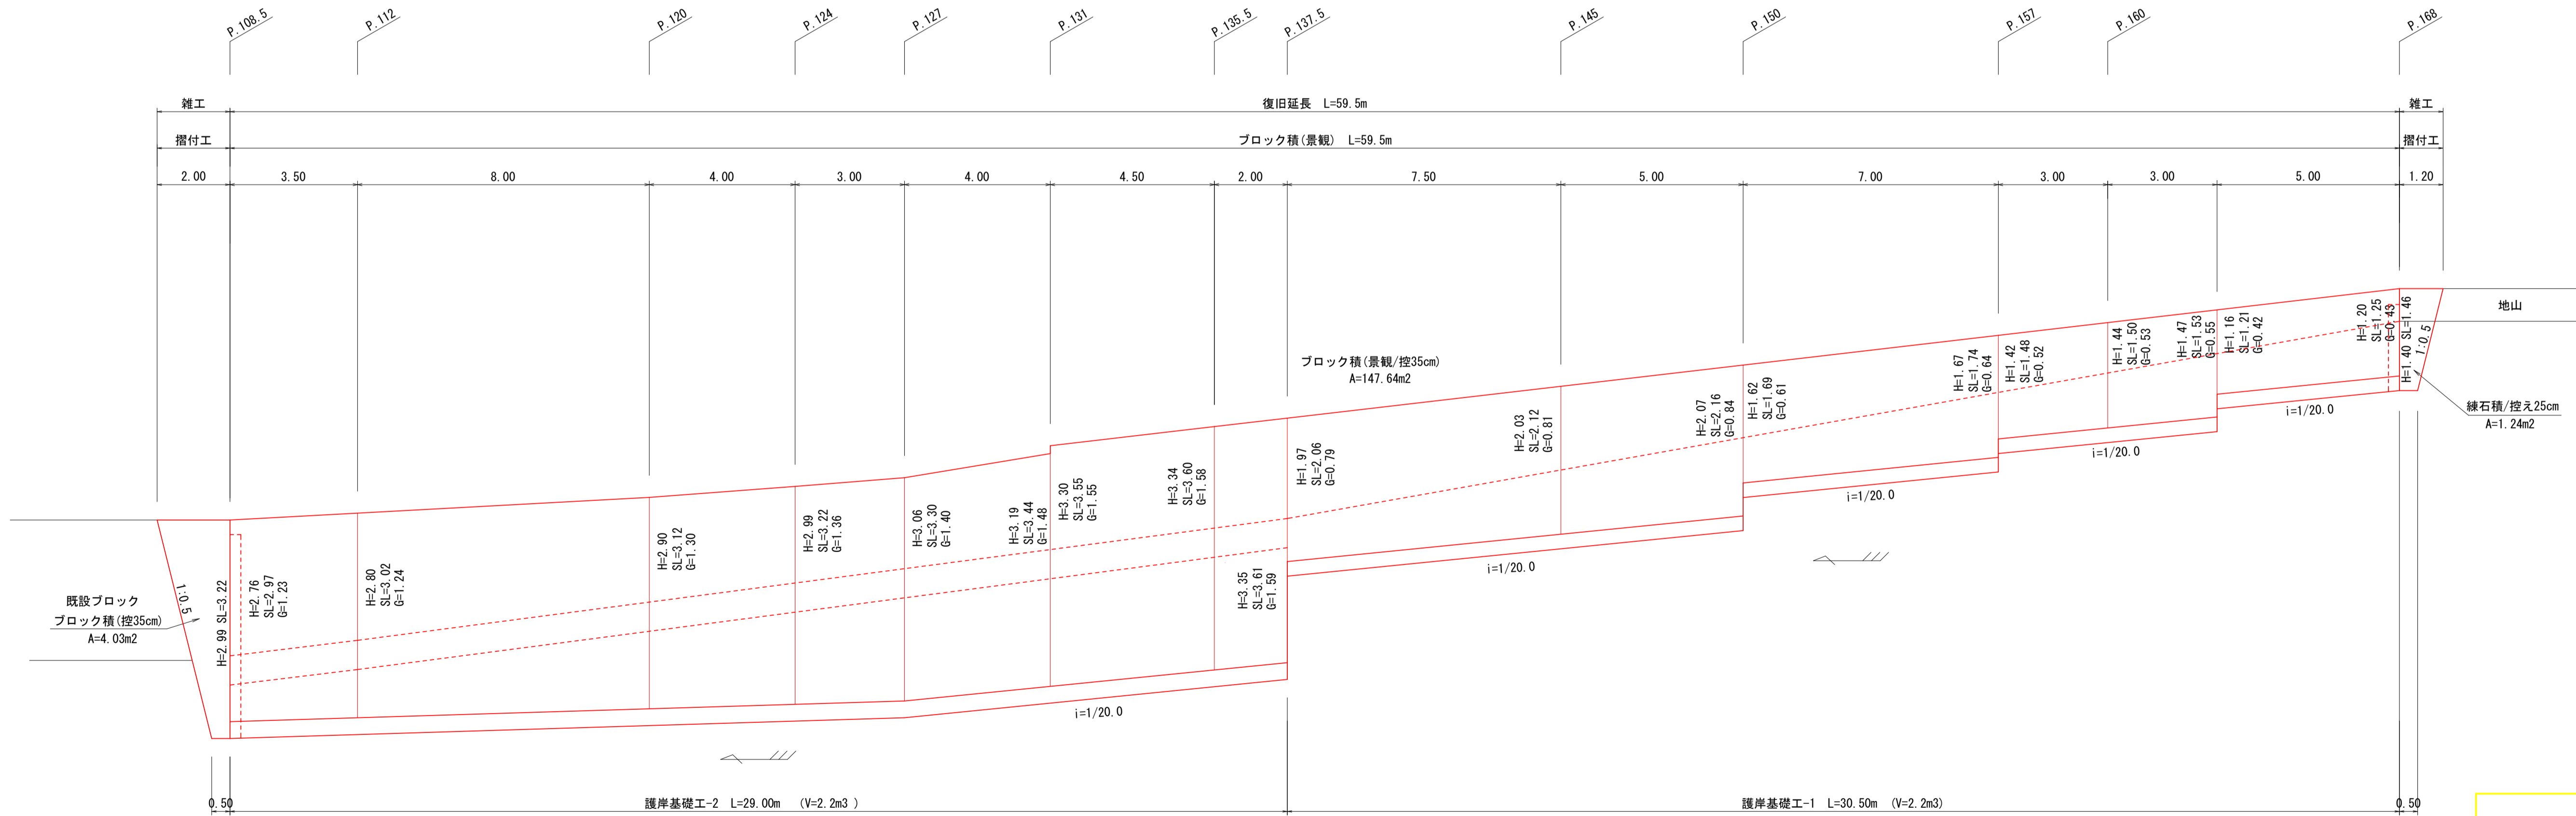 P.108.5
P.112
P.120
P.124
P.127
P.131
P.135.5
P.137.5
P.145
P.150
P.157
P.160
P.168
雑工
復旧延長 L=59.5m
雑工
摺付工
ブロック積(景観) L=59.5m
摺付工
2.00
3.50
8.00
4.00
3.00
4.00
4.50
2.00
7.50
5.00
7.00
3.00
3.00
5.00
1.20
既設ブロック
ブロック積(控35cm)
A=4.03m2
1:0.5
H=2.99 SL=3.22
H=2.76
SL=2.97
G=1.23
H=2.80
SL=3.02
G=1.24
H=2.90
SL=3.12
G=1.30
H=2.99
SL=3.22
G=1.36
H=3.06
SL=3.30
G=1.40
H=3.19
SL=3.44
G=1.48
H=3.30
SL=3.55
G=1.55
H=3.34
SL=3.60
G=1.58
H=3.35
SL=3.61
G=1.59
ブロック積(景観/控35cm)
A=147.64m2
H=1.97
SL=2.06
G=0.79
H=2.03
SL=2.12
G=0.81
H=2.07
SL=2.16
G=0.84
H=1.62
SL=1.69
G=0.61
H=1.67
SL=1.74
G=0.64
H=1.42
SL=1.48
G=0.52
H=1.44
SL=1.50
G=0.53
H=1.47
SL=1.53
G=0.55
H=1.16
SL=1.21
G=0.42
H=1.20
SL=1.25
G=0.43
H=1.40 SL=1.46
1:0.5
地山
練石積/控え25cm
A=1.24m2
i=1/20.0
i=1/20.0
i=1/20.0
i=1/20.0
i=1/20.0
0.50
護岸基礎工-2 L=29.00m (V=2.2m3 )
護岸基礎工-1 L=30.50m (V=2.2m3)
0.50